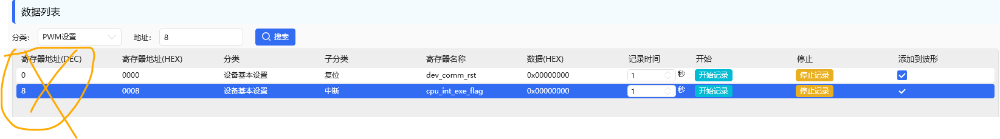 数据列表
分类： PWM设置 地址： 8 搜索
寄存器地址(DEC) 寄存器地址(HEX) 分类 子分类 寄存器名称 数据(HEX) 记录时间 开始 停止 添加到波形
0 0000 设备基本设置 复位 dev_comm_rst 0x00000000 1 秒 开始记录 停止记录
8 0008 设备基本设置 中断 cpu_int_exe_flag 0x00000000 1 秒 开始记录 停止记录